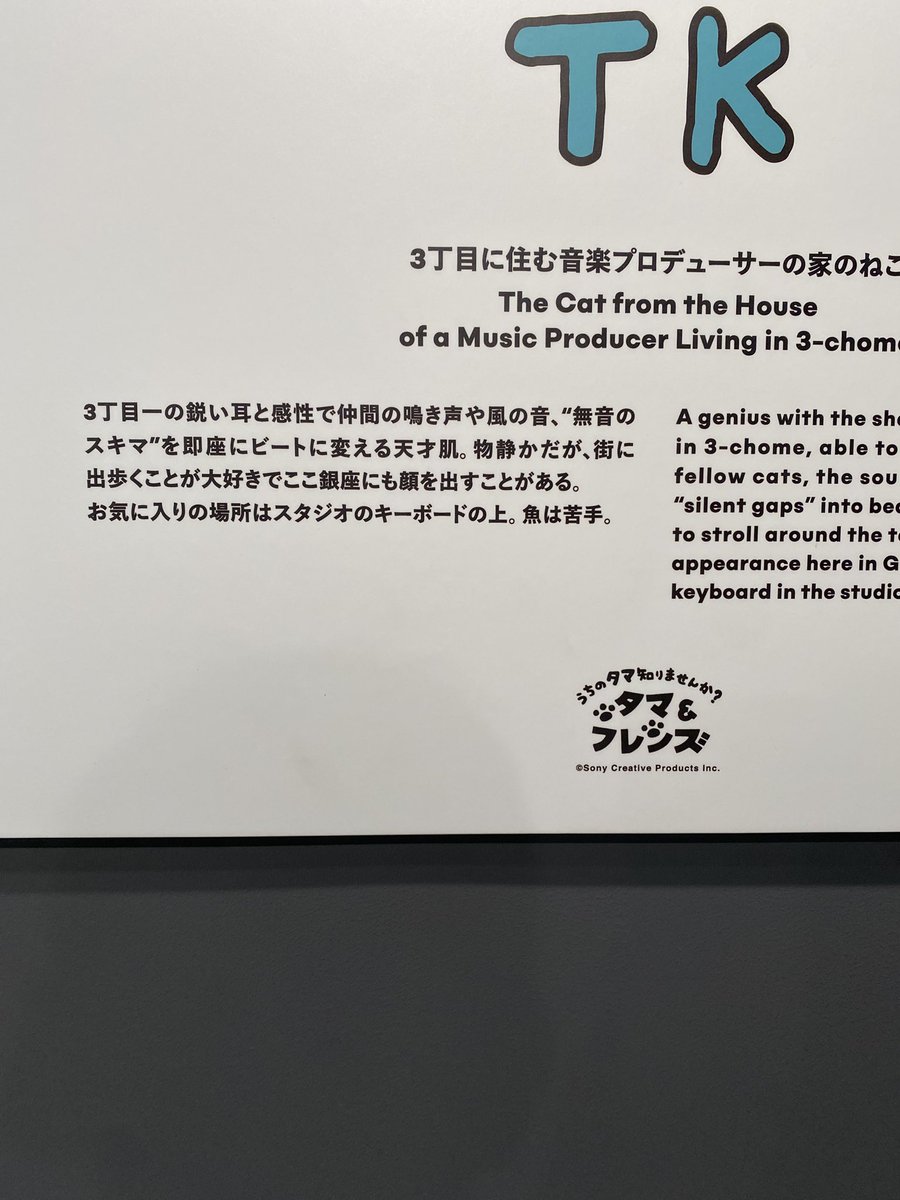 TK
3丁目に住む音楽プロデューサーの家のねこ
The Cat from the House
of a Music Producer Living in 3-chome
3丁目一の鋭い耳と感性で仲間の鳴き声や風の音、“無音の
スキマ”を即座にビートに変える天才肌。物静かだが、街に
出歩くことが大好きでここ銀座にも顔を出すことがある。
お気に入りの場所はスタジオのキーボードの上。魚は苦手。
A genius with the
in 3-chome, able to
fellow cats, the
“silent gaps” into
to stroll around the
appearance here in
keyboard in the studio
うちのタマ知りませんか?
タマ&
フレンズ
©Sony Creative Products Inc.